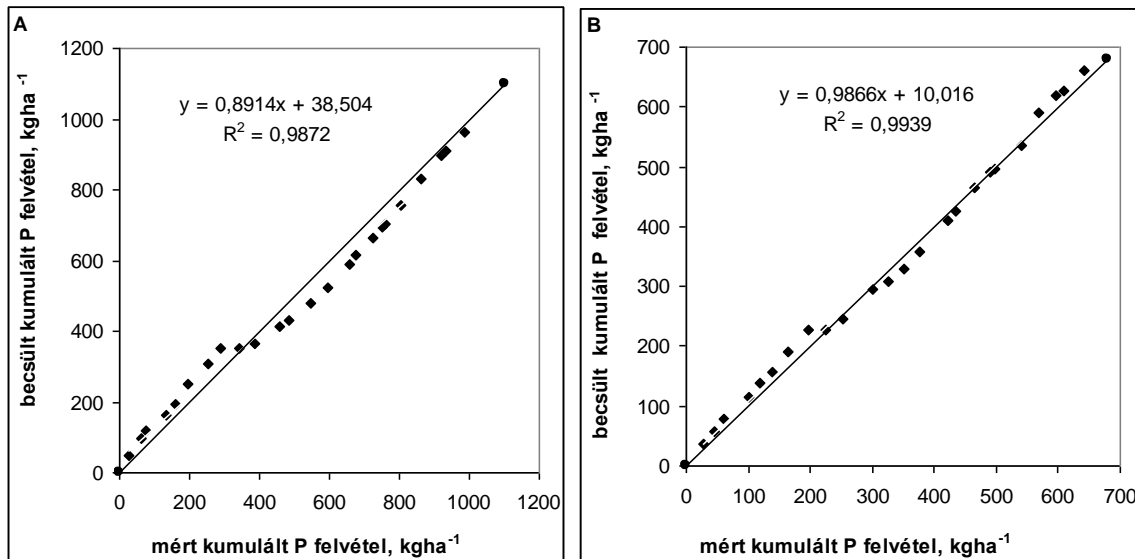 A
becsült kumulált P felvétel, kgha -1
1200
1000
800
600
400
200
0
y = 0,8914x + 38,504
R2 = 0,9872
0 200 400 600 800 1000 1200
mért kumulált P felvétel, kgha-1
B
becsült kumulált P felvétel, kgha -1
700
600
500
400
300
200
100
0
y = 0,9866x + 10,016
R2 = 0,9939
0 100 200 300 400 500 600 700
mért kumulált P felvétel, kgha-1